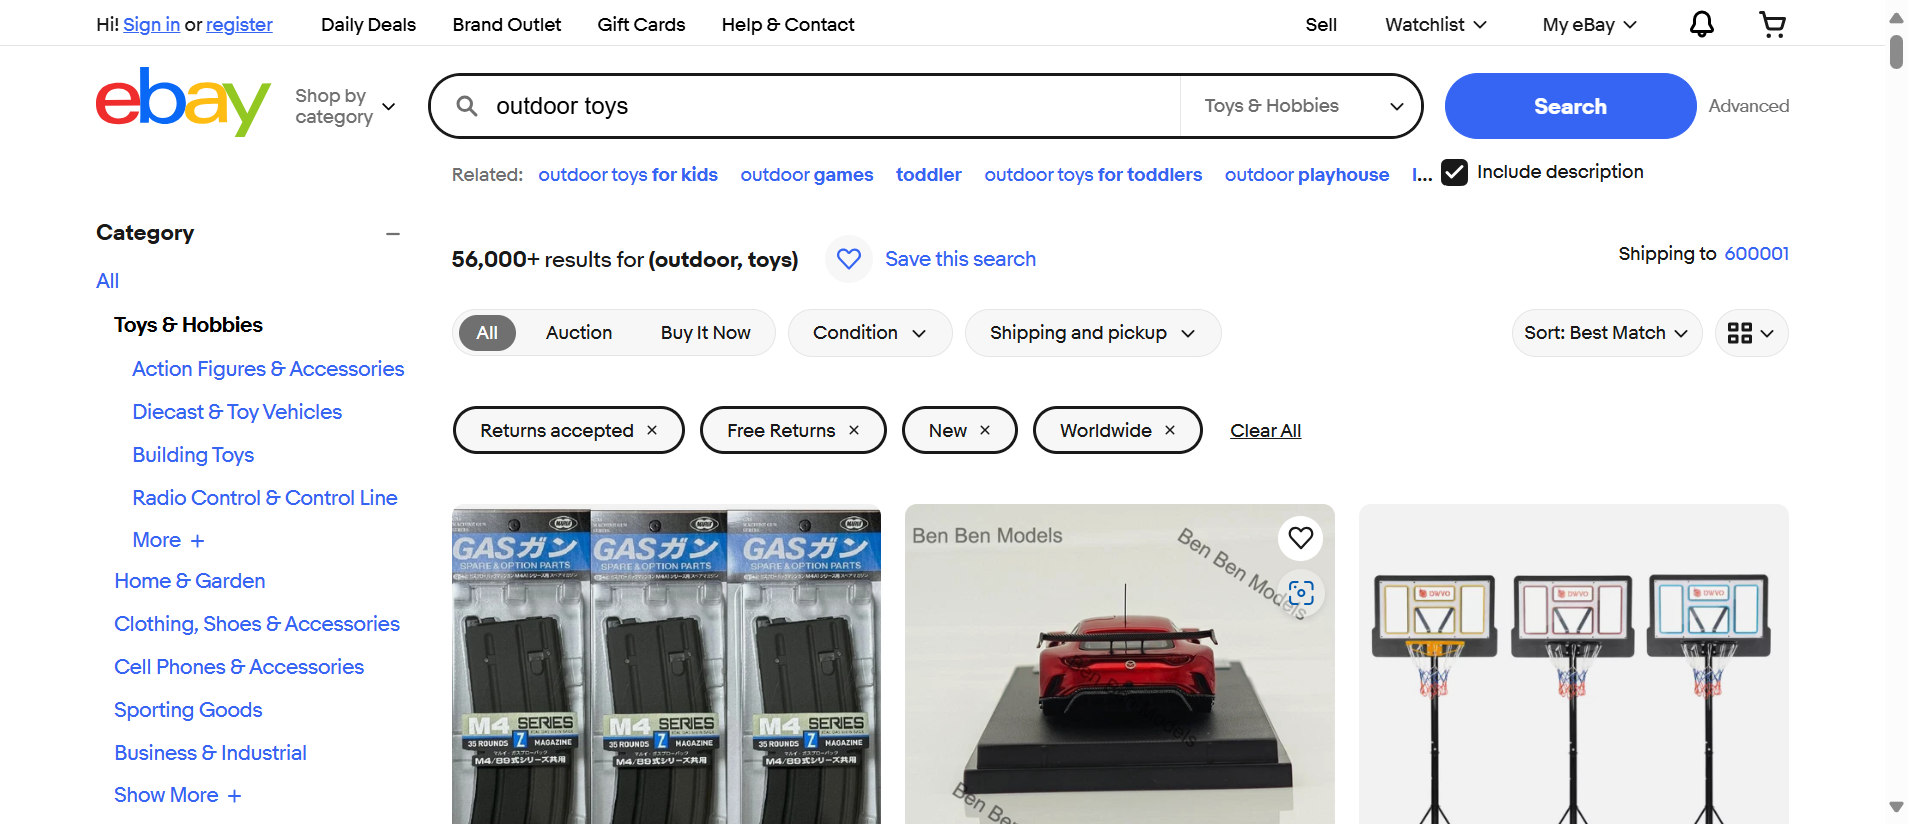 Hi! Sign in or register
Daily Deals
Brand Outlet
Gift Cards
Help & Contact
Sell
Watchlist
My eBay
ebay
Shop by
category
outdoor toys
Toys & Hobbies
Search
Advanced
Related: outdoor toys for kids outdoor games toddler outdoor toys for toddlers outdoor playhouse l...
Include description
Category
All
Toys & Hobbies
Action Figures & Accessories
Diecast & Toy Vehicles
Building Toys
Radio Control & Control Line
More +
Home & Garden
Clothing, Shoes & Accessories
Cell Phones & Accessories
Sporting Goods
Business & Industrial
Show More +
56,000+ results for (outdoor, toys)
Save this search
Shipping to 600001
All
Auction
Buy It Now
Condition
Shipping and pickup
Sort: Best Match
Returns accepted ×
Free Returns ×
New ×
Worldwide ×
Clear All
GASガン GASガン GASガン
SPARE & OPTION PARTS SPARE & OPTION PARTS SPARE & OPTION PARTS
M4 SERIES M4 SERIES M4 SERIES
35 ROUNDS Z MAGAZINE 35 ROUNDS Z MAGAZINE 35 ROUNDS Z MAGAZINE
M4/89式シリーズ共用 M4/89式シリーズ共用 M4/89式シリーズ共用
Ben Ben Models
Ben Ben Models
Ben Be
DWVO DWVO DWVO